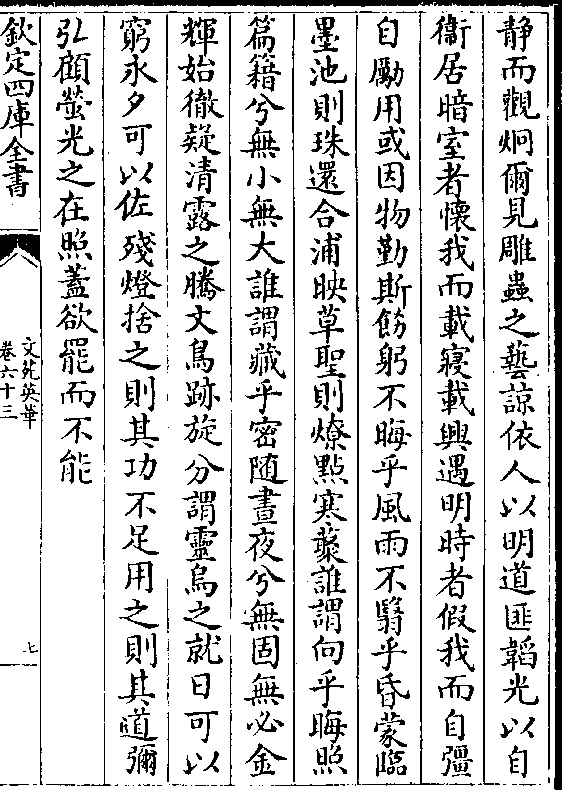 静而觀炯爾見雕蟲之藝諒依人以明道匪韜光以自
衒居暗室者懷我而載寢載興遇明時者假我而自彊
自勵用或因物勤斯飭躬不晦乎風雨不翳乎昏蒙臨
墨池則珠還合浦映草聖則燎點寒藂誰謂向乎晦照
篇籍兮無小無大誰謂藏乎密随晝夜兮無固無必金
輝始徹疑清露之騰文鳥跡旋分謂靈烏之就日可以
窮永夕可以佐殘燈捨之則其功不足用之則其道彌
弘顧螢光之在照蓋欲罷而不能
欽定四庫全書
文苑英華
卷六十三
七